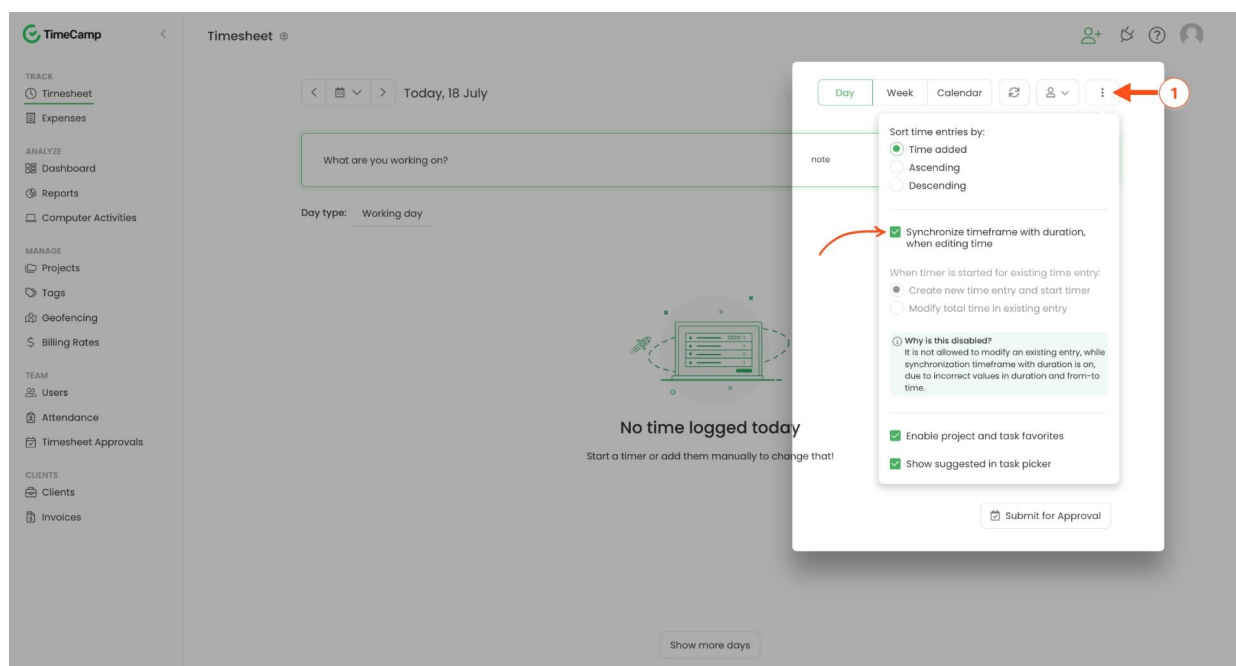 TimeCamp
TRACK
Timesheet
Expenses
ANALYZE
Dashboard
Reports
Computer Activities
MANAGE
Projects
Tags
Geofencing
$ Billing Rates
TEAM
Users
Attendance
Timesheet Approvals
CLIENTS
Clients
Invoices
Timesheet
Today, 18 July
Day Week Calendar
1
What are you working on? note
Day type: Working day
Sort time entries by:
Time added
Ascending
Descending
Synchronize timeframe with duration,
when editing time
When timer is started for existing time entry:
Create new time entry and start timer
Modify total time in existing entry
Why is this disabled?
It is not allowed to modify an existing entry, while
synchronization timeframe with duration is on,
due to incorrect values in duration and from-to
time.
Enable project and task favorites
Show suggested in task picker
No time logged today
Start a timer or add them manually to change that!
Submit for Approval
Show more days